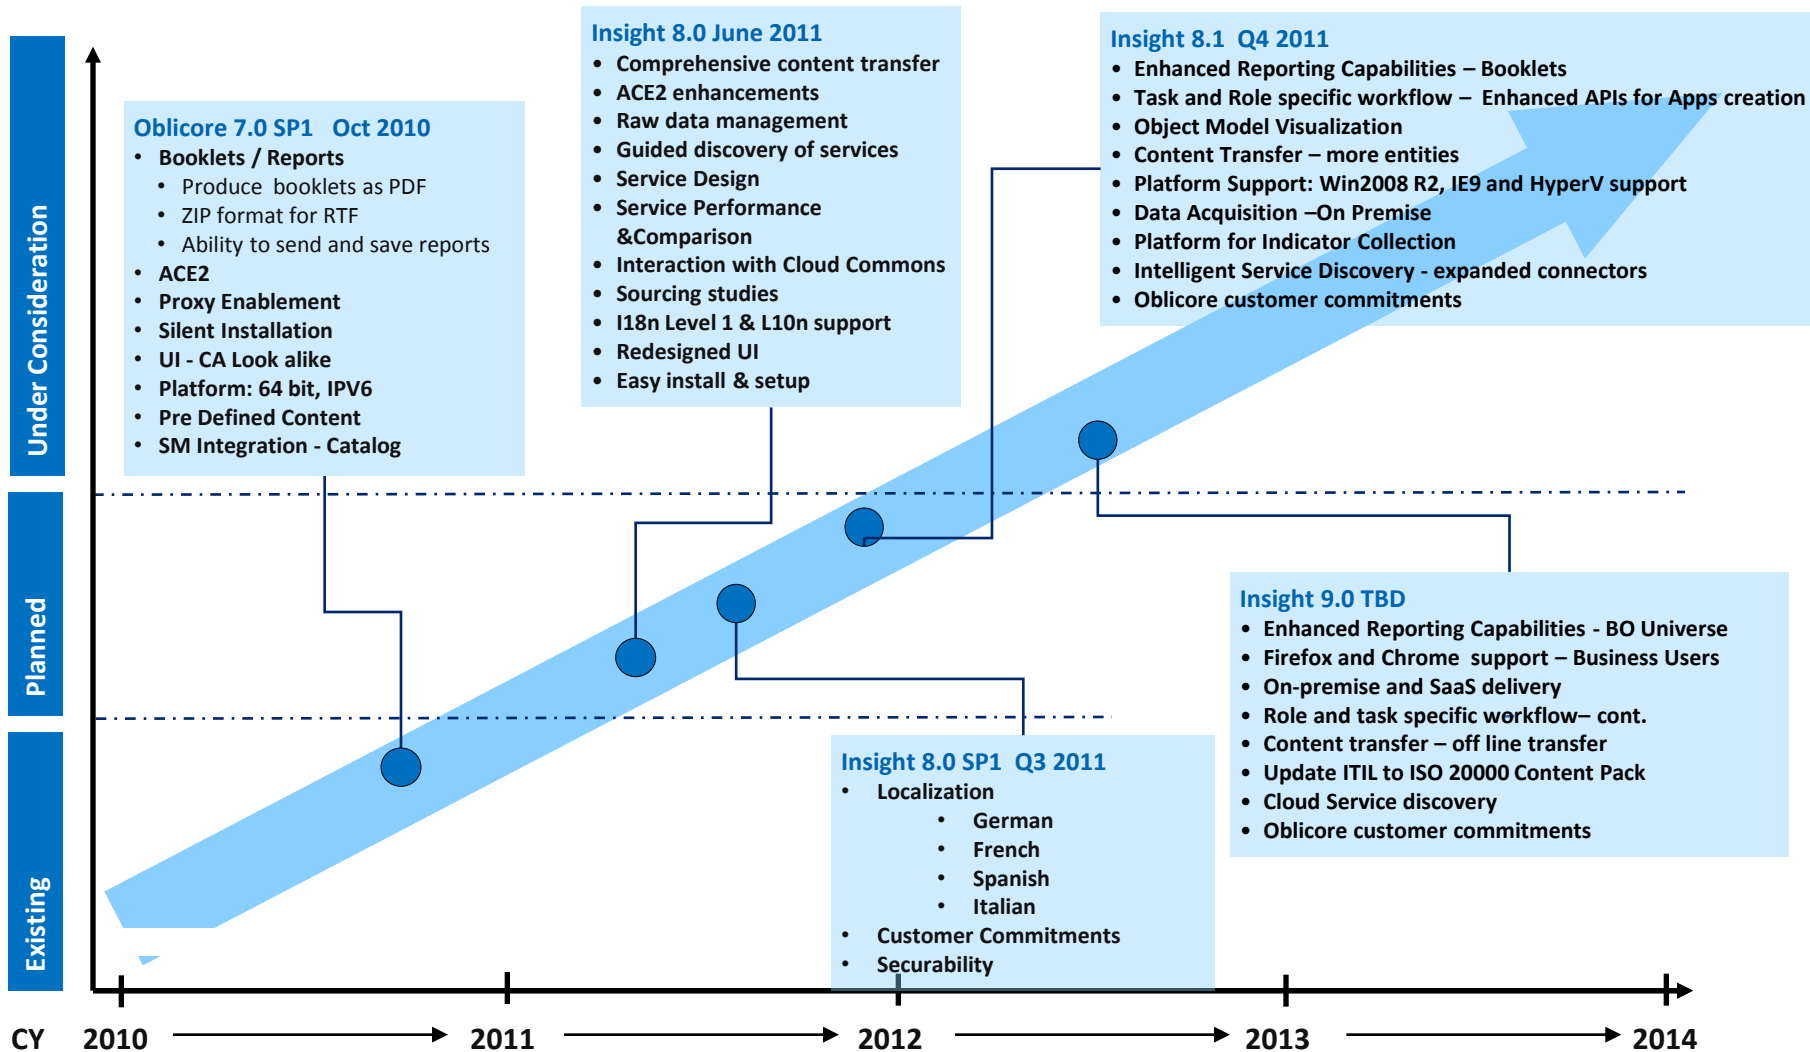 Under Consideration
Planned
Existing
Oblicore 7.0 SP1 Oct 2010
• Booklets / Reports
• Produce booklets as PDF
• ZIP format for RTF
• Ability to send and save reports
• ACE2
• Proxy Enablement
• Silent Installation
• UI - CA Look alike
• Platform: 64 bit, IPV6
• Pre Defined Content
• SM Integration - Catalog
Insight 8.0 June 2011
• Comprehensive content transfer
• ACE2 enhancements
• Raw data management
• Guided discovery of services
• Service Design
• Service Performance
&Comparison
• Interaction with Cloud Commons
• Sourcing studies
• I18n Level 1 & L10n support
• Redesigned UI
• Easy install & setup
Insight 8.1 Q4 2011
• Enhanced Reporting Capabilities – Booklets
• Task and Role specific workflow – Enhanced APIs for Apps creation
• Object Model Visualization
• Content Transfer – more entities
• Platform Support: Win2008 R2, IE9 and HyperV support
• Data Acquisition –On Premise
• Platform for Indicator Collection
• Intelligent Service Discovery - expanded connectors
• Oblicore customer commitments
Insight 8.0 SP1 Q3 2011
• Localization
• German
• French
• Spanish
• Italian
• Customer Commitments
• Securability
Insight 9.0 TBD
• Enhanced Reporting Capabilities - BO Universe
• Firefox and Chrome support – Business Users
• On-premise and SaaS delivery
• Role and task specific workflow– cont.
• Content transfer – off line transfer
• Update ITIL to ISO 20000 Content Pack
• Cloud Service discovery
• Oblicore customer commitments
CY 2010 2011 2012 2013 2014